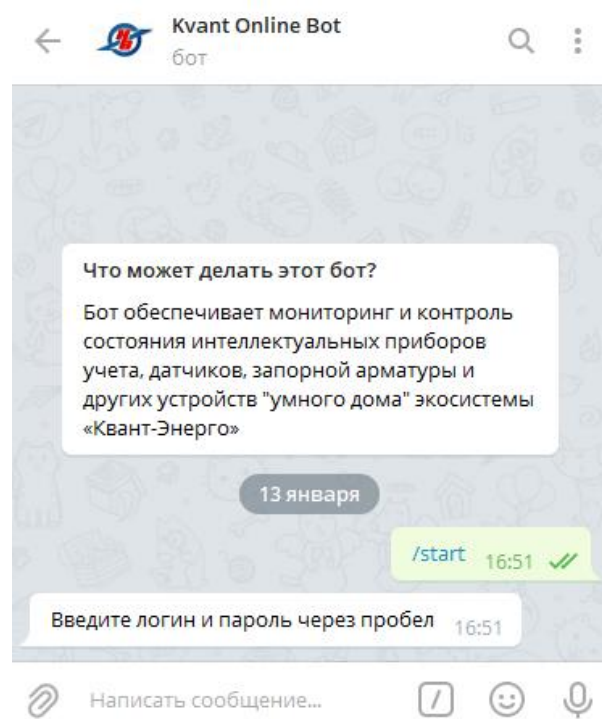 Kvant Online Bot
бот
Что может делать этот бот?
Бот обеспечивает мониторинг и контроль
состояния интеллектуальных приборов
учета, датчиков, запорной арматуры и
других устройств "умного дома" экосистемы
«Квант-Энерго»
13 января
/start 16:51
Введите логин и пароль через пробел 16:51
Написать сообщение...